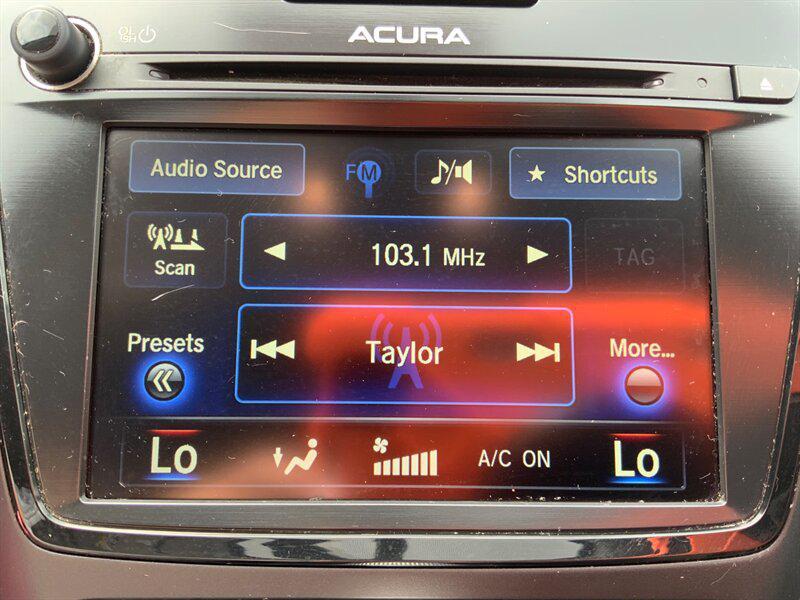 ACURA
Audio Source
FM
Shortcuts
Scan
103.1 MHz
TAG
Presets
Taylor
More...
Lo
A/C ON
Lo